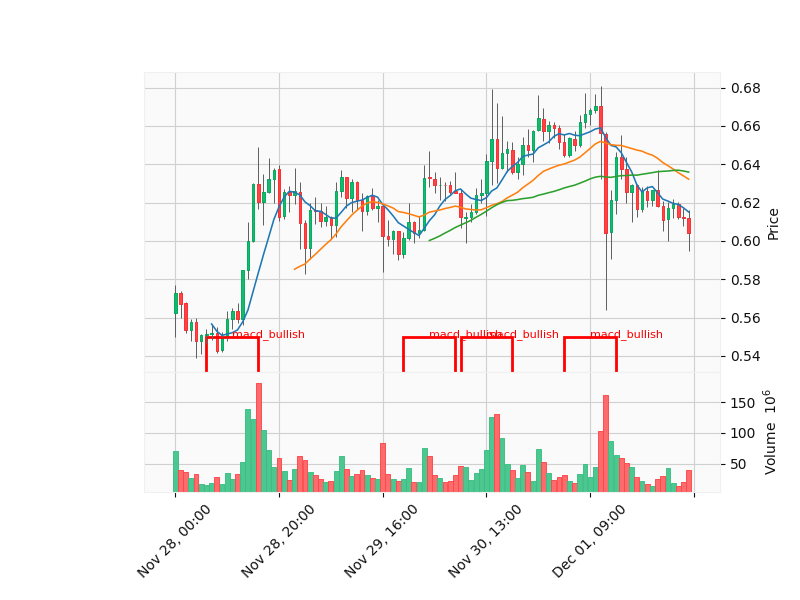 0.68
0.66
0.64
0.62
0.60
0.58
0.56
0.54
Price
macd_bullish
macd_bullish
macd_bullish
macd_bullish
150
100
50
Volume 10^6
Nov 28, 00:00
Nov 28, 20:00
Nov 29, 16:00
Nov 30, 13:00
Dec 01, 09:00